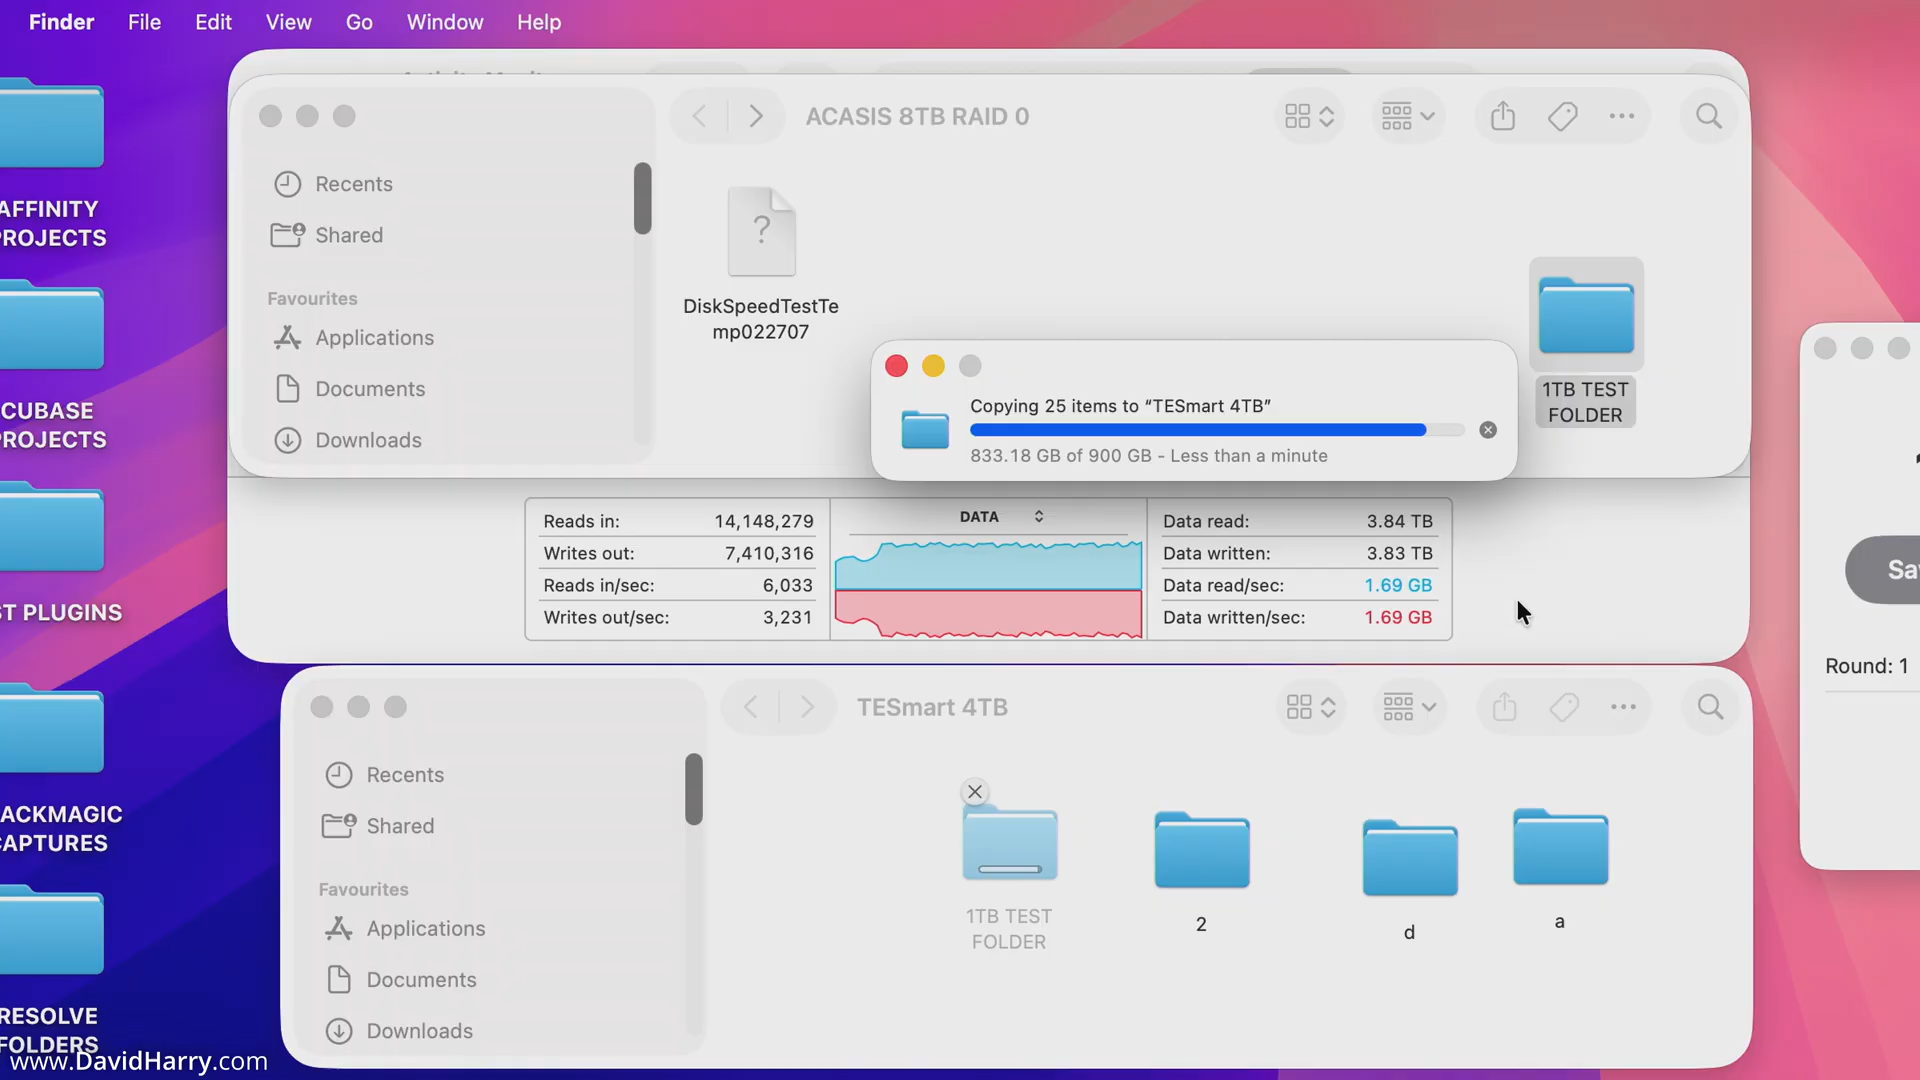 Finder File Edit View Go Window Help
AFFINITY
PROJECTS
CUBASE
PROJECTS
ST PLUGINS
ACKMAGIC
CAPTURES
RESOLVE
FOLDERS
www.DavidHarry.com
ACASIS 8TB RAID 0
Recents
Shared
Favourites
Applications
Documents
Downloads
DiskSpeedTestTe
mp022707
1TB TEST
FOLDER
Copying 25 items to “TESmart 4TB”
833.18 GB of 900 GB - Less than a minute
Reads in: 14,148,279
Writes out: 7,410,316
Reads in/sec: 6,033
Writes out/sec: 3,231
DATA
Data read: 3.84 TB
Data written: 3.83 TB
Data read/sec: 1.69 GB
Data written/sec: 1.69 GB
TESmart 4TB
Recents
Shared
Favourites
Applications
Documents
Downloads
1TB TEST
FOLDER
2
d
a
Sa
Round: 1